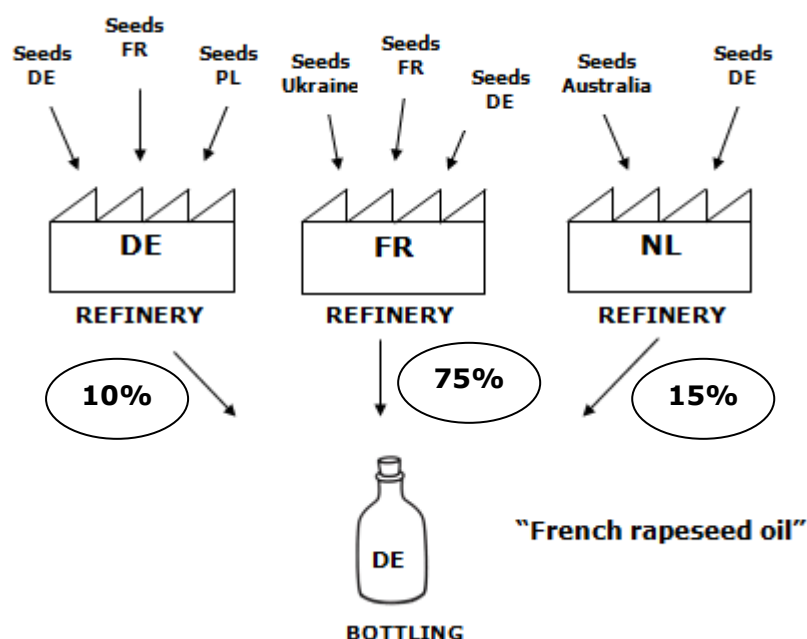 Seeds
DE
Seeds
FR
Seeds
PL
Seeds
Ukraine
Seeds
FR
Seeds
DE
Seeds
Australia
Seeds
DE
DE
FR
NL
REFINERY
REFINERY
REFINERY
10%
75%
15%
DE
“French rapeseed oil”
BOTTLING